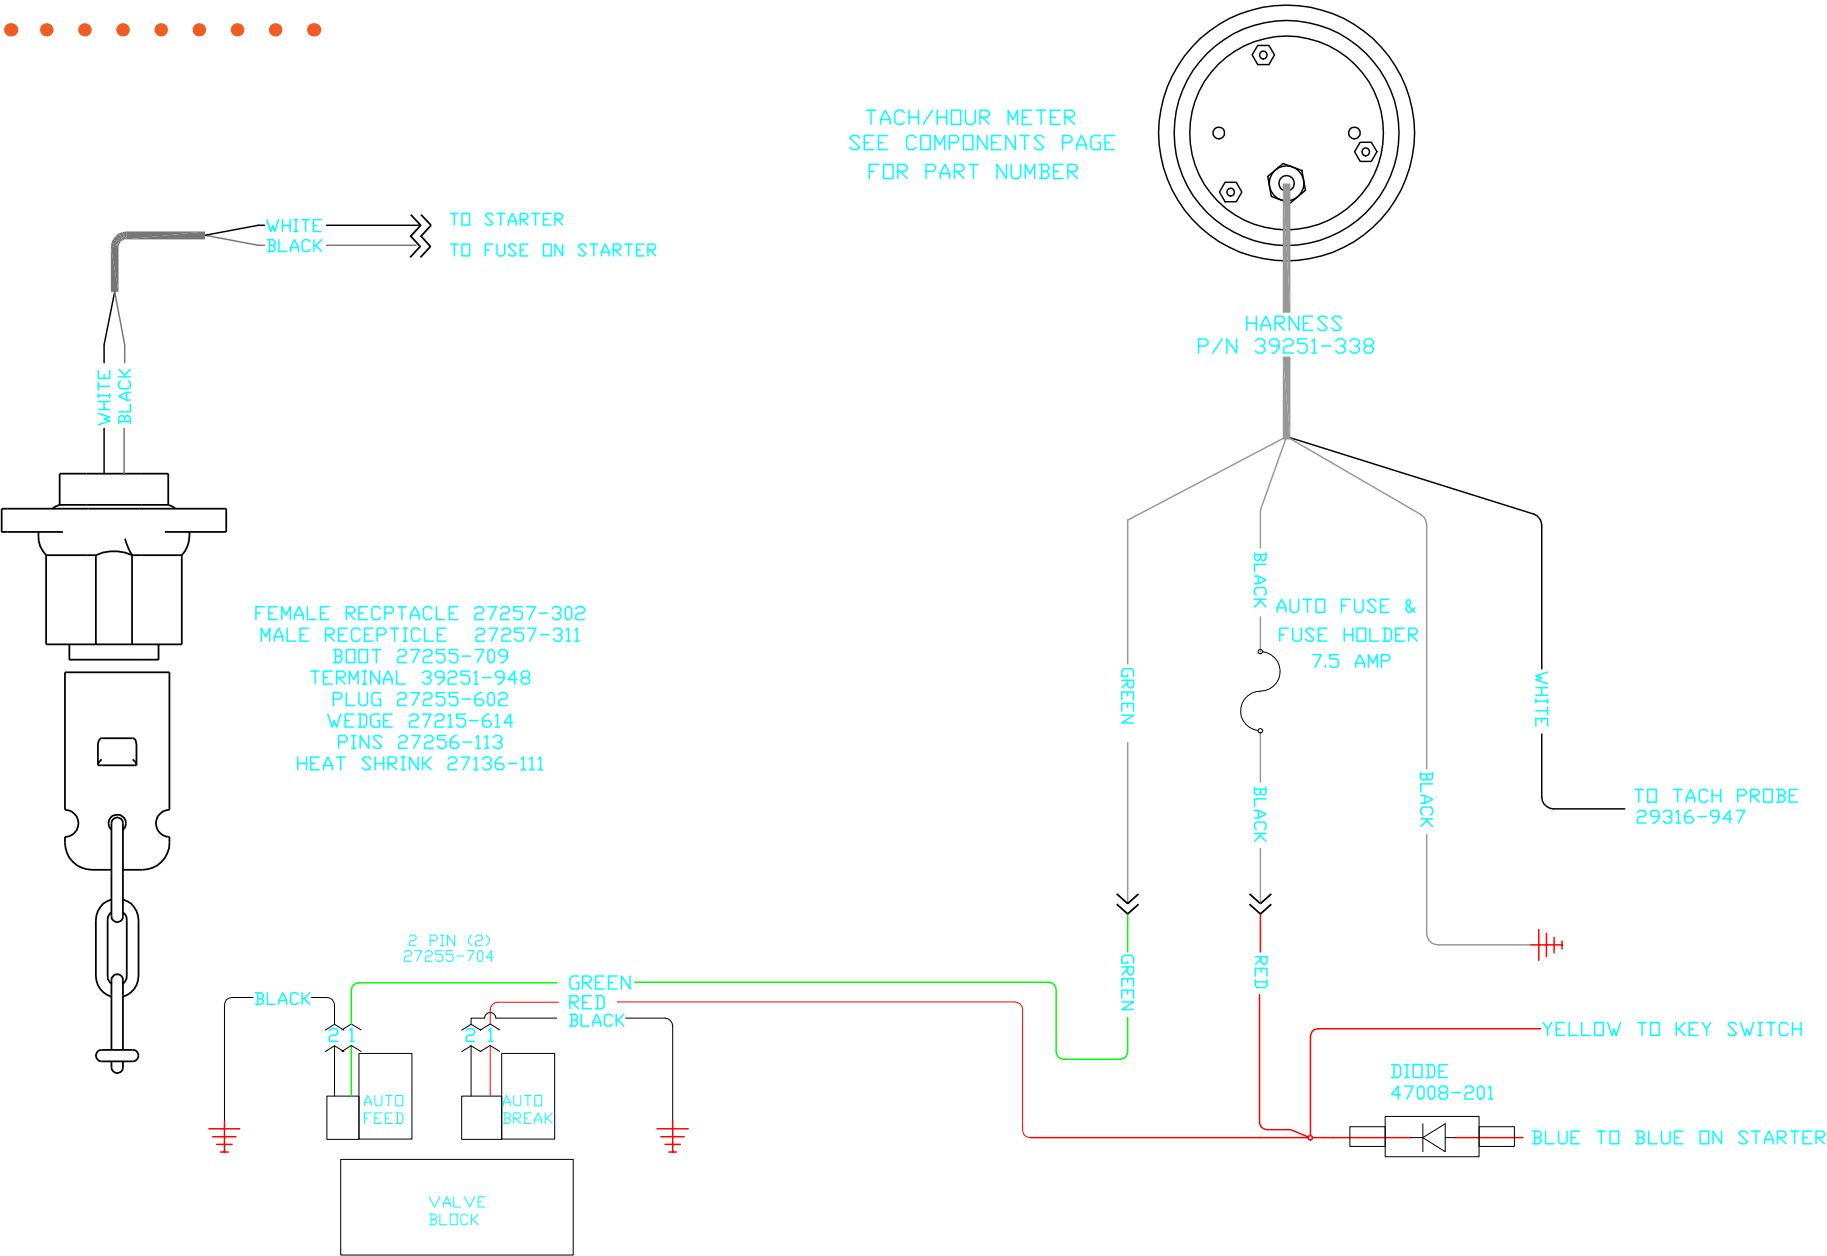 TACH/HOUR METER
SEE COMPONENTS PAGE
FOR PART NUMBER
WHITE
TO STARTER
BLACK
TO FUSE ON STARTER
HARNESS
P/N 39251-338
WHITE
BLACK
FEMALE RECPTACLE 27257-302
MALE RECEPTICLE 27257-311
BOOT 27255-709
TERMINAL 39251-948
PLUG 27255-602
WEDGE 27215-614
PINS 27256-113
HEAT SHRINK 27136-111
BLACK
AUTO FUSE &
FUSE HOLDER
7.5 AMP
GREEN
WHITE
BLACK
BLACK
TO TACH PROBE
29316-947
2 PIN (2)
27255-704
GREEN
RED
BLACK
GREEN
RED
BLACK
2 1
2 1
YELLOW TO KEY SWITCH
DIODE
47008-201
BLUE TO BLUE ON STARTER
AUTO
FEED
AUTO
BREAK
VALVE
BLOCK